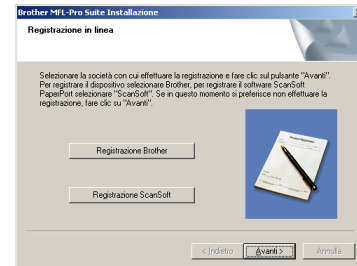 Brother MFL-Pro Suite Installazione
Registrazione in linea
Selezionare la società con cui effettuare la registrazione e fare clic sul pulsante "Avanti".
Per registrare il dispositivo selezionare Brother, per registrare il software ScanSoft
PaperPort selezionare "ScanSoft". Se in questo momento si preferisce non effettuare la
registrazione, fare clic su "Avanti".
Registrazione Brother
Registrazione ScanSoft
< Indietro Avanti > Annulla